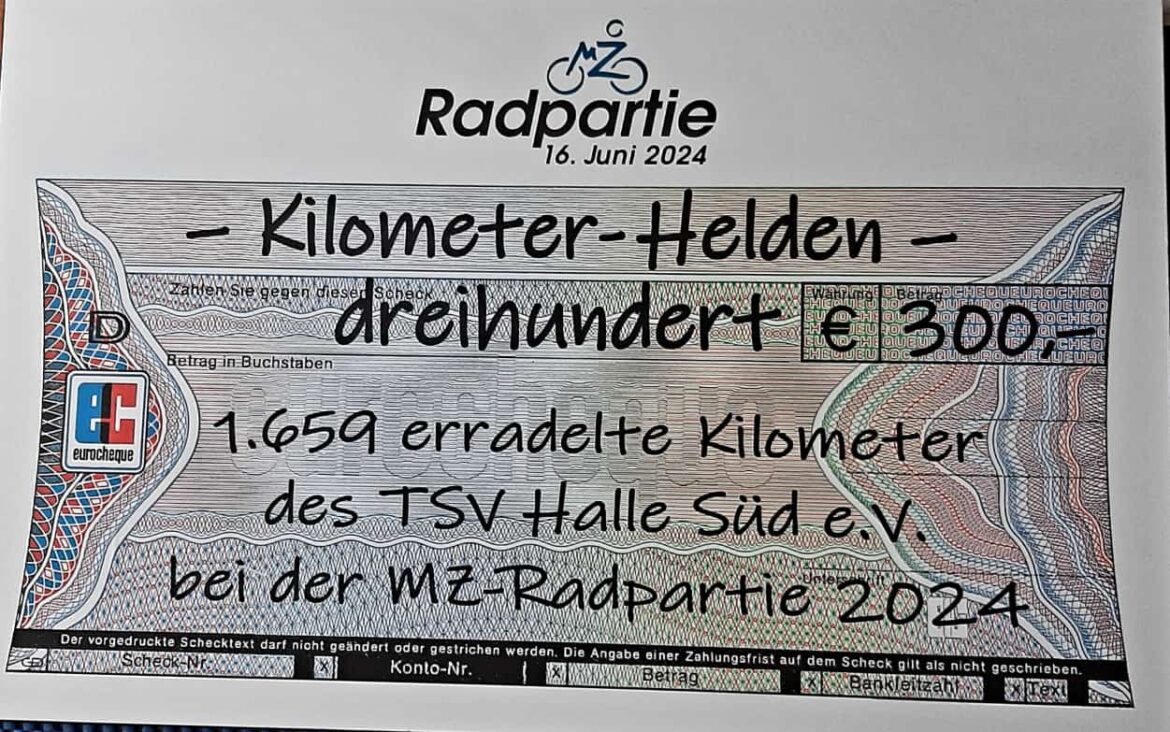 MZ
Radpartie
16. Juni 2024
- Kilometer-Helden -
Zahlen Sie gegen diesen Scheck
dreihundert
Währung
Betrag
€ 300,-
D
Betrag in Buchstaben
ec
eurocheque
1.659 erradelte Kilometer
des TSV Halle Süd e.V.
bei der MZ-Radpartie 2024
Der vorgedruckte Schecktext darf nicht geändert oder gestrichen werden. Die Angabe einer Zahlungsfrist auf dem Scheck gilt als nicht geschrieben.
Scheck-Nr. X Konto-Nr. X Betrag X Bankleitzahl X Text